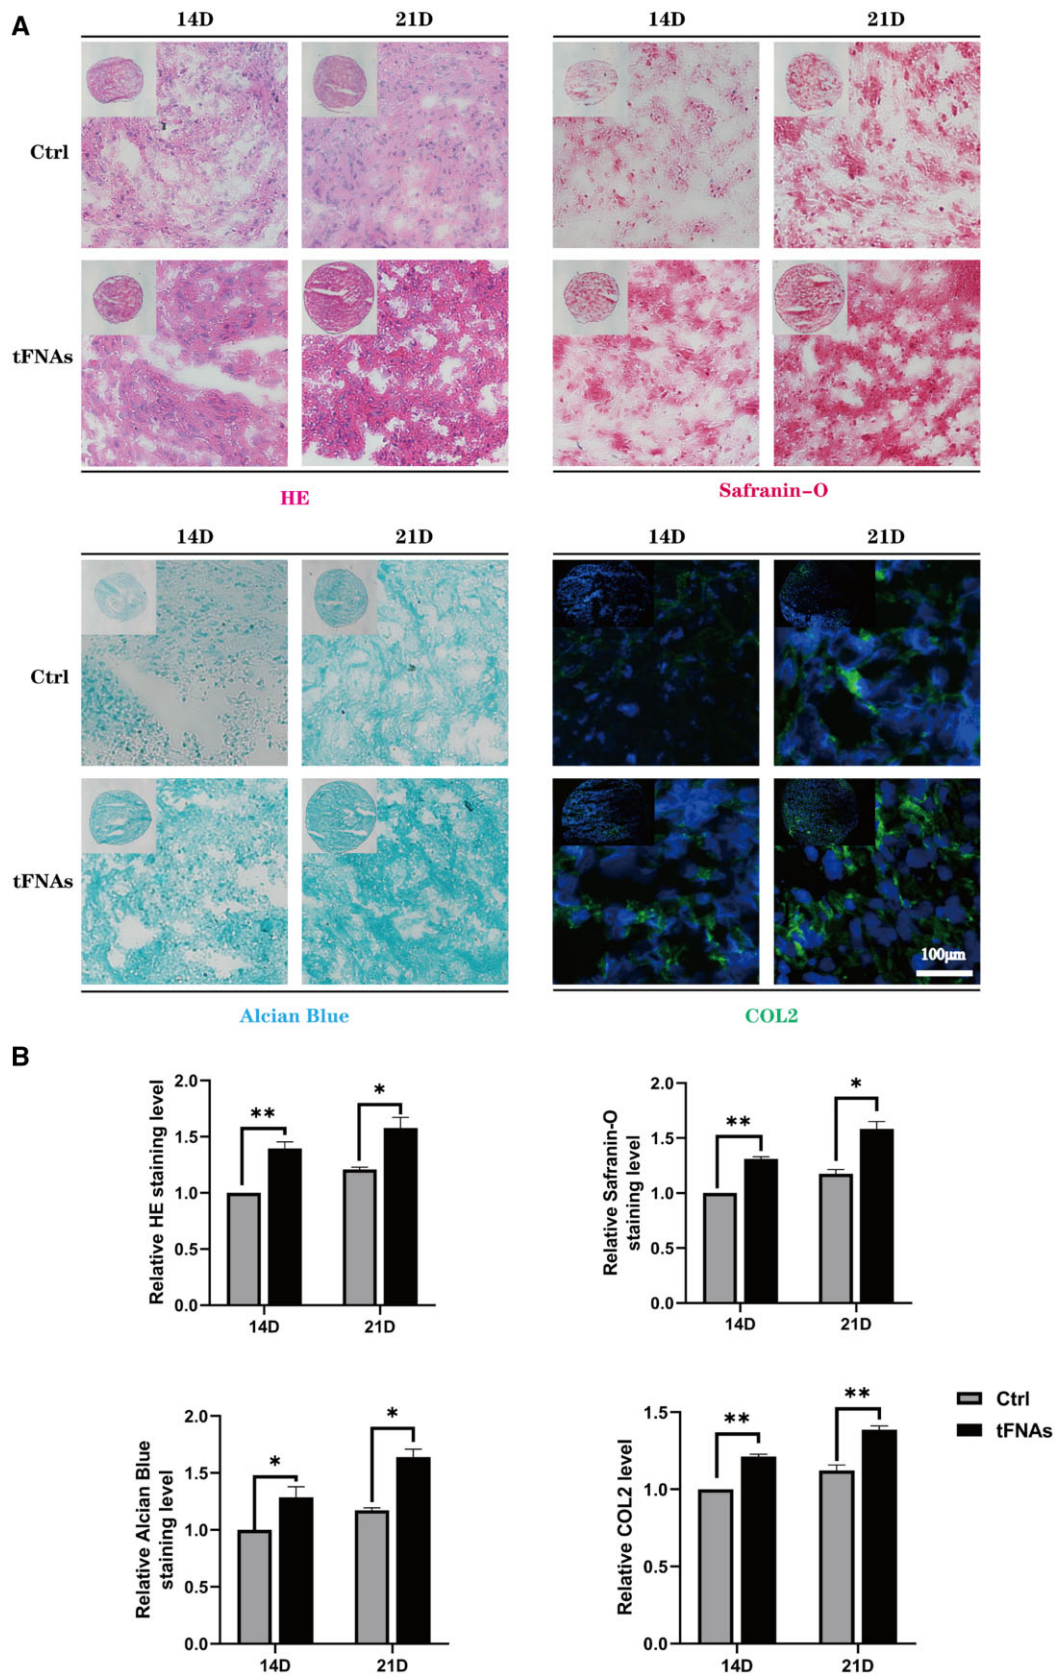 A
14D 21D 14D 21D
Ctrl
tFNAs
HE Safranin-O
14D 21D 14D 21D
Ctrl
tFNAs
100μm
Alcian Blue COL2
B
Relative HE staining level
2.0
1.5
1.0
0.5
0.0
**
*
14D 21D
Relative Safranin-O
staining level
2.0
1.5
1.0
0.5
0.0
**
*
14D 21D
Relative Alcian Blue
staining level
2.0
1.5
1.0
0.5
0.0
*
*
14D 21D
Relative COL2 level
1.5
1.0
0.5
0.0
**
**
14D 21D
Ctrl
tFNAs